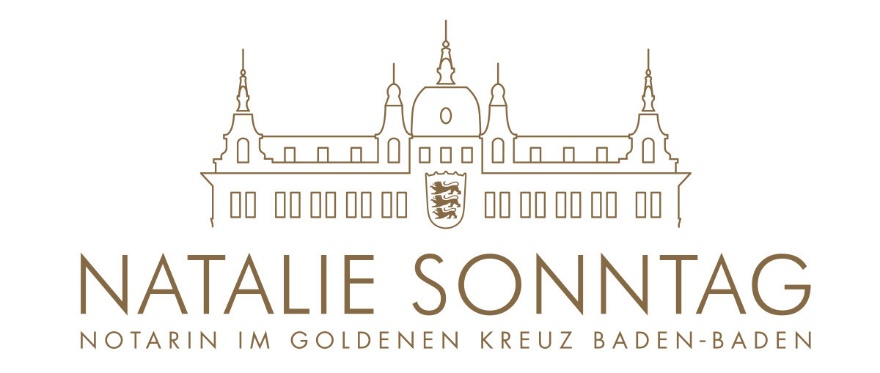 NATALIE SONNTAG
NOTARIN IM GOLDENEN KREUZ BADEN-BADEN